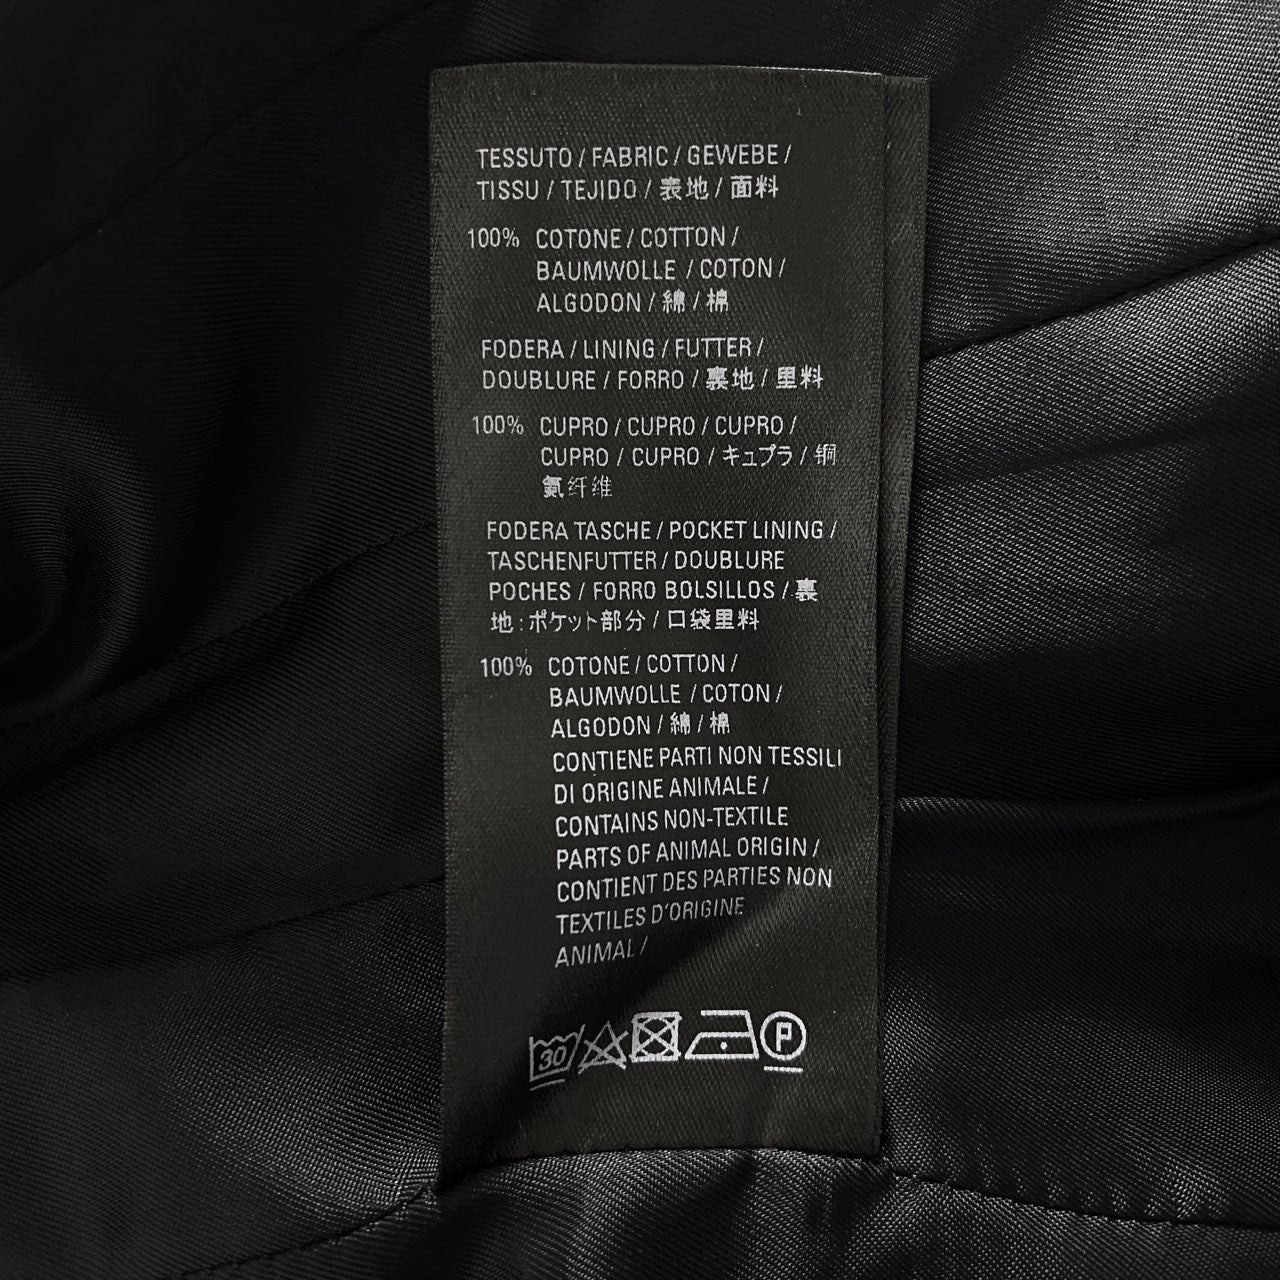 TESSUTO / FABRIC / GEWEBE /
TISSU / TEJIDO / 表地 / 面料
100% COTONE / COTTON /
BAUMWOLLE / COTON /
ALGODON / 綿 / 棉
FODERA / LINING / FUTTER /
DOUBLURE / FORRO / 裏地 / 里料
100% CUPRO / CUPRO / CUPRO /
CUPRO / CUPRO / キュプラ / 铜
氨纤维
FODERA TASCHE / POCKET LINING /
TASCHENFUTTER / DOUBLURE
POCHES / FORRO BOLSILLOS / 裏
地:ポケット部分 / 口袋里料
100% COTONE / COTTON /
BAUMWOLLE / COTON /
ALGODON / 綿 / 棉
CONTIENE PARTI NON TESSILI
DI ORIGINE ANIMALE /
CONTAINS NON-TEXTILE
PARTS OF ANIMAL ORIGIN /
CONTIENT DES PARTIES NON
TEXTILES D'ORIGINE
ANIMAL /
30 P